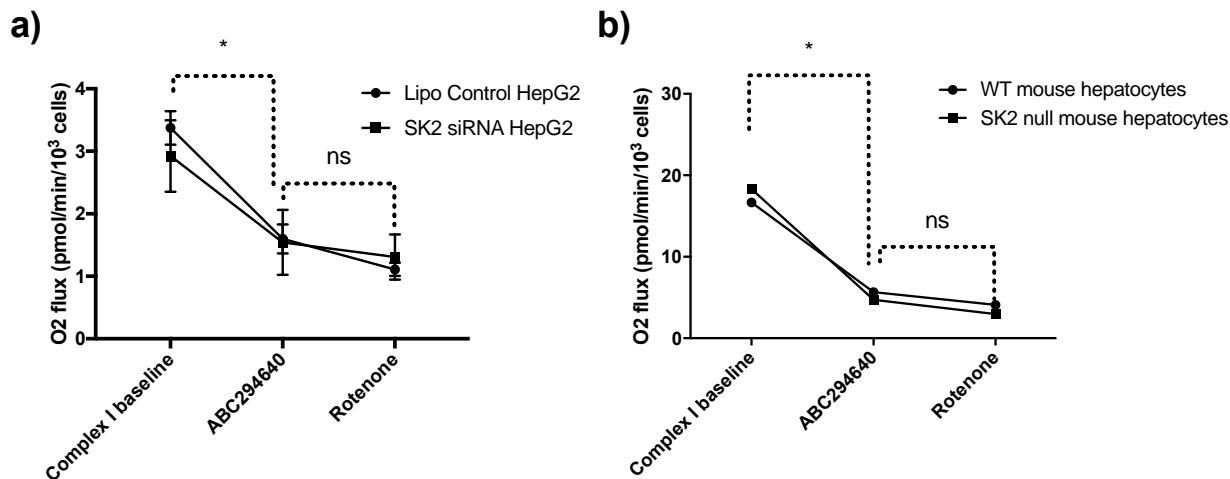 a)
*
Lipo Control HepG2
SK2 siRNA HepG2
ns
4
3
2
1
0
O2 flux (pmol/min/10³ cells)
Complex I baseline
ABC294640
Rotenone
b)
*
WT mouse hepatocytes
SK2 null mouse hepatocytes
ns
30
20
10
0
O2 flux (pmol/min/10³ cells)
Complex I baseline
ABC294640
Rotenone